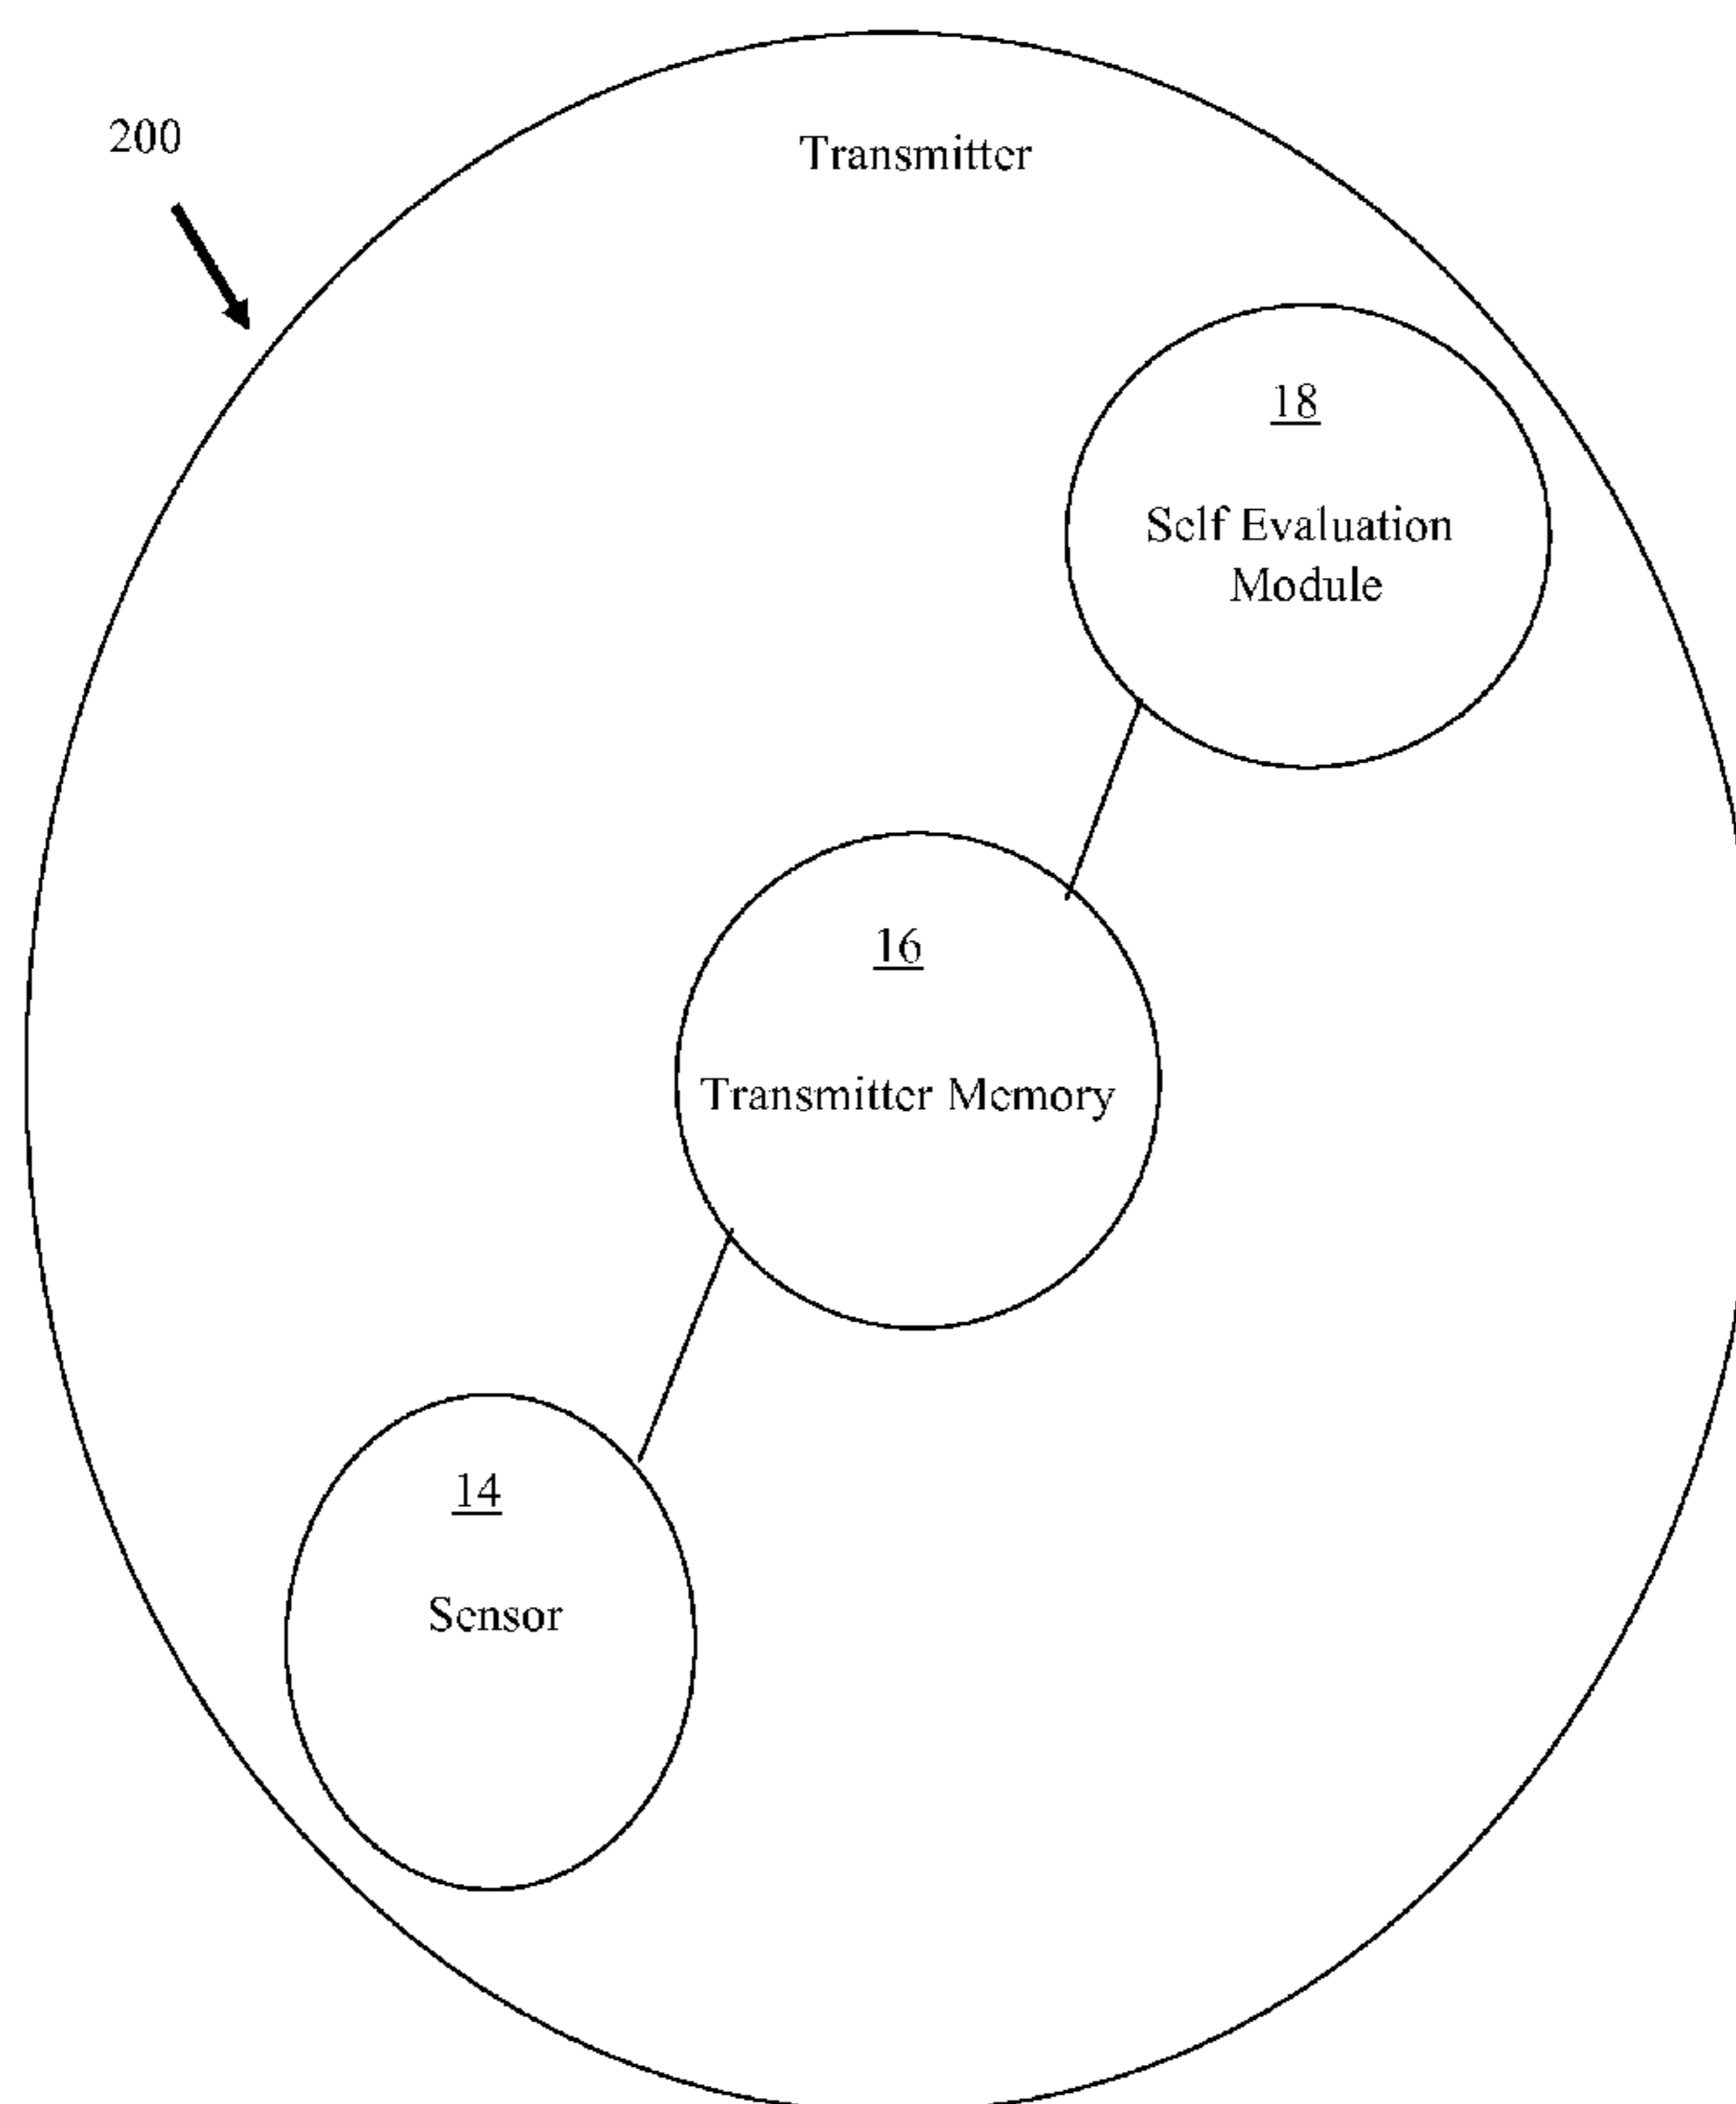 200
Transmitter
18
Self Evaluation
Module
16
Transmitter Memory
14
Sensor